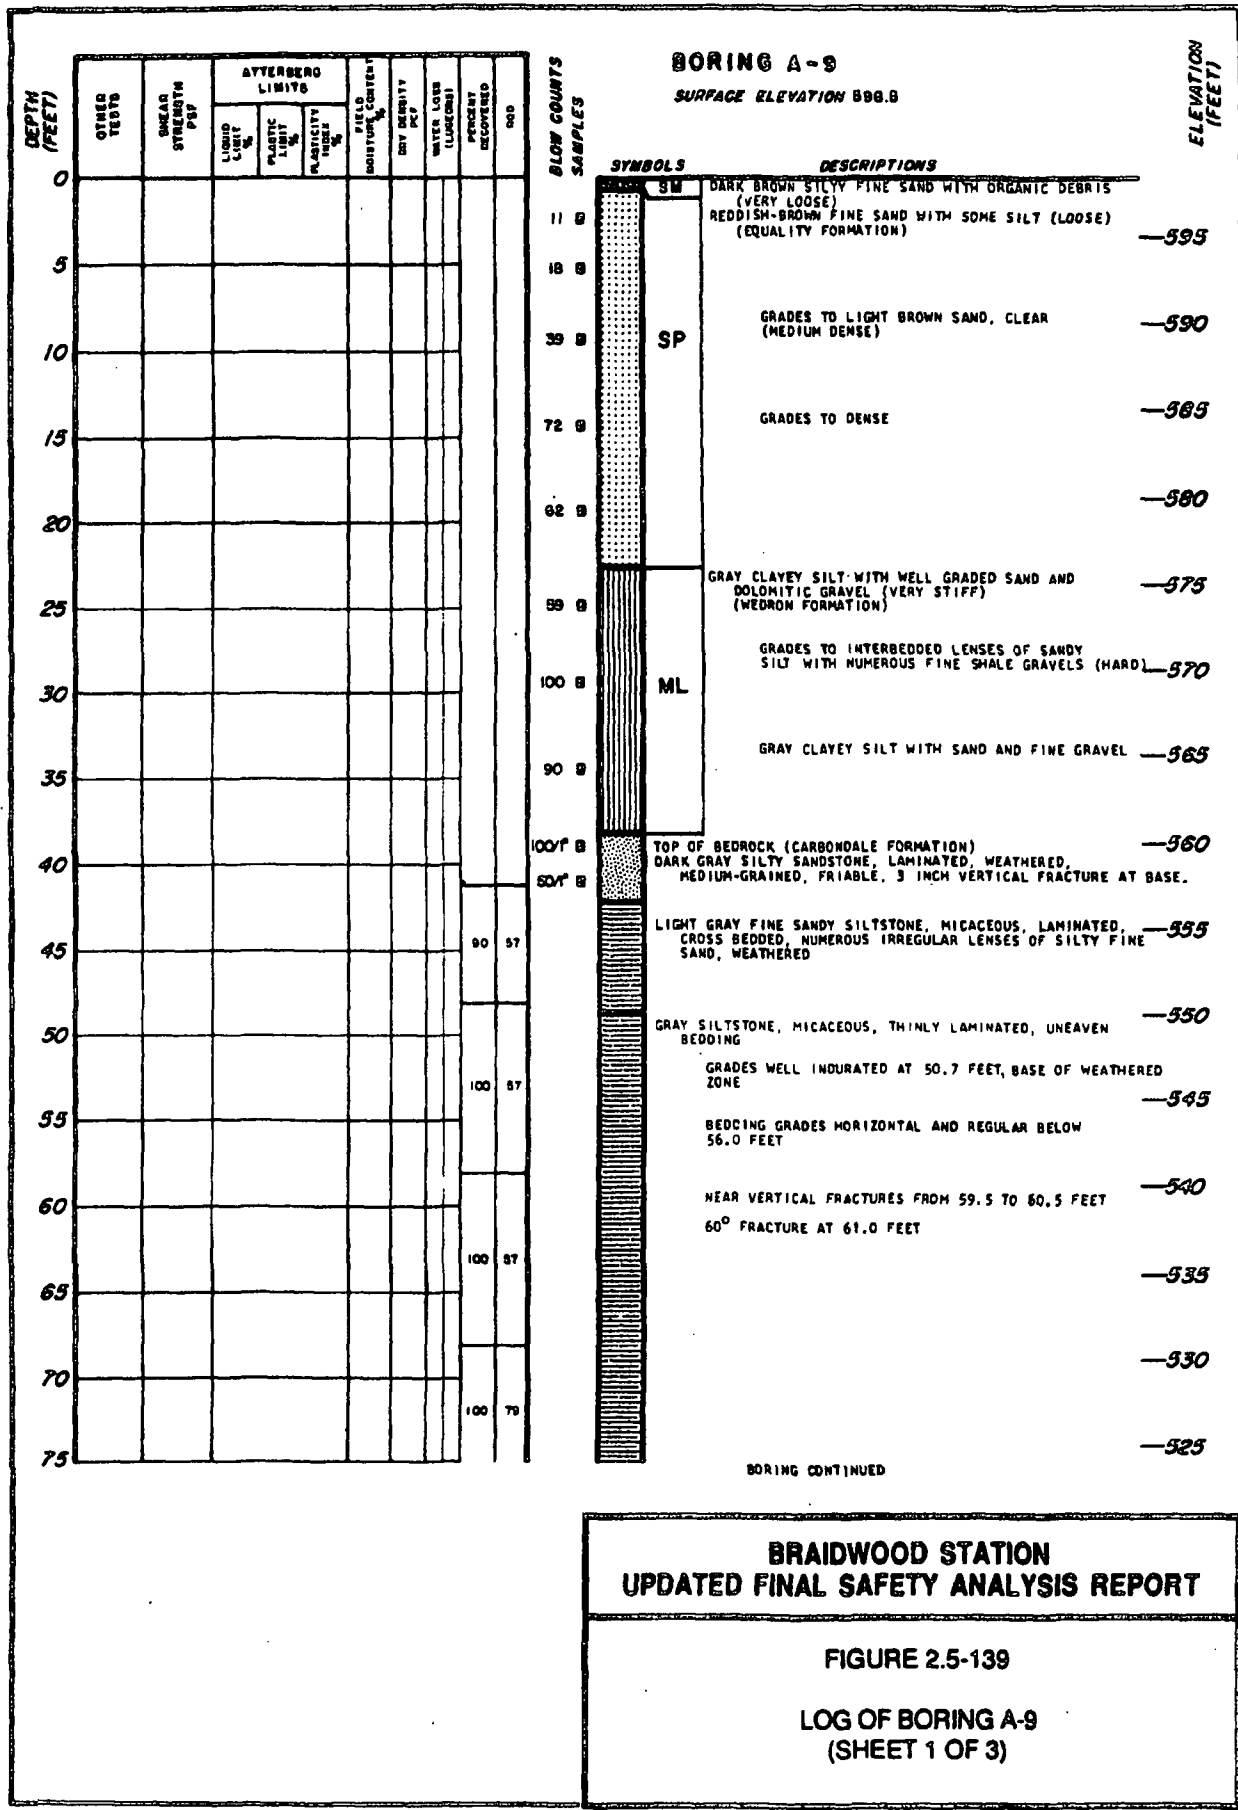 BORING A-9
SURFACE ELEVATION 598.8
DEPTH (FEET)
OTHER TESTS
SHEAR STRENGTH PSF
ATTERBERG LIMITS
LIQUID LIMIT %
PLASTIC LIMIT %
PLASTICITY INDEX %
FIELD MOISTURE CONTENT %
DRY DENSITY PCF
WATER LOSS (LUGEONS)
PERCENT RECOVERED
RQD
BLOW COUNTS
SAMPLES
SYMBOLS
DESCRIPTIONS
ELEVATION (FEET)
0
SM
DARK BROWN SILTY FINE SAND WITH ORGANIC DEBRIS
(VERY LOOSE)
11
REDDISH-BROWN FINE SAND WITH SOME SILT (LOOSE)
(EQUALITY FORMATION)
595
5
18
GRADES TO LIGHT BROWN SAND, CLEAR
(MEDIUM DENSE)
590
39
SP
10
585
72
GRADES TO DENSE
15
580
62
20
GRAY CLAYEY SILT WITH WELL GRADED SAND AND
DOLOMITIC GRAVEL (VERY STIFF)
(WEDRON FORMATION)
575
25
59
GRADES TO INTERBEDDED LENSES OF SANDY
SILT WITH NUMEROUS FINE SHALE GRAVELS (HARD)
570
100
ML
30
GRAY CLAYEY SILT WITH SAND AND FINE GRAVEL
565
90
35
100/1"
TOP OF BEDROCK (CARBONDALE FORMATION)
560
40
DARK GRAY SILTY SANDSTONE, LAMINATED, WEATHERED,
MEDIUM-GRAINED, FRIABLE, 3 INCH VERTICAL FRACTURE AT BASE.
50/1"
LIGHT GRAY FINE SANDY SILTSTONE, MICACEOUS, LAMINATED,
555
CROSS BEDDED, NUMEROUS IRREGULAR LENSES OF SILTY FINE
SAND, WEATHERED
90 57
45
550
GRAY SILTSTONE, MICACEOUS, THINLY LAMINATED, UNEAVEN
BEDDING
50
GRADES WELL INDURATED AT 50.7 FEET, BASE OF WEATHERED
ZONE
100
545
55
BEDDING GRADES HORIZONTAL AND REGULAR BELOW
56.0 FEET
540
60
NEAR VERTICAL FRACTURES FROM 59.5 TO 60.5 FEET
60° FRACTURE AT 61.0 FEET
100
535
65
530
70
100 79
525
75
BORING CONTINUED
BRAIDWOOD STATION
UPDATED FINAL SAFETY ANALYSIS REPORT
FIGURE 2.5-139
LOG OF BORING A-9
(SHEET 1 OF 3)